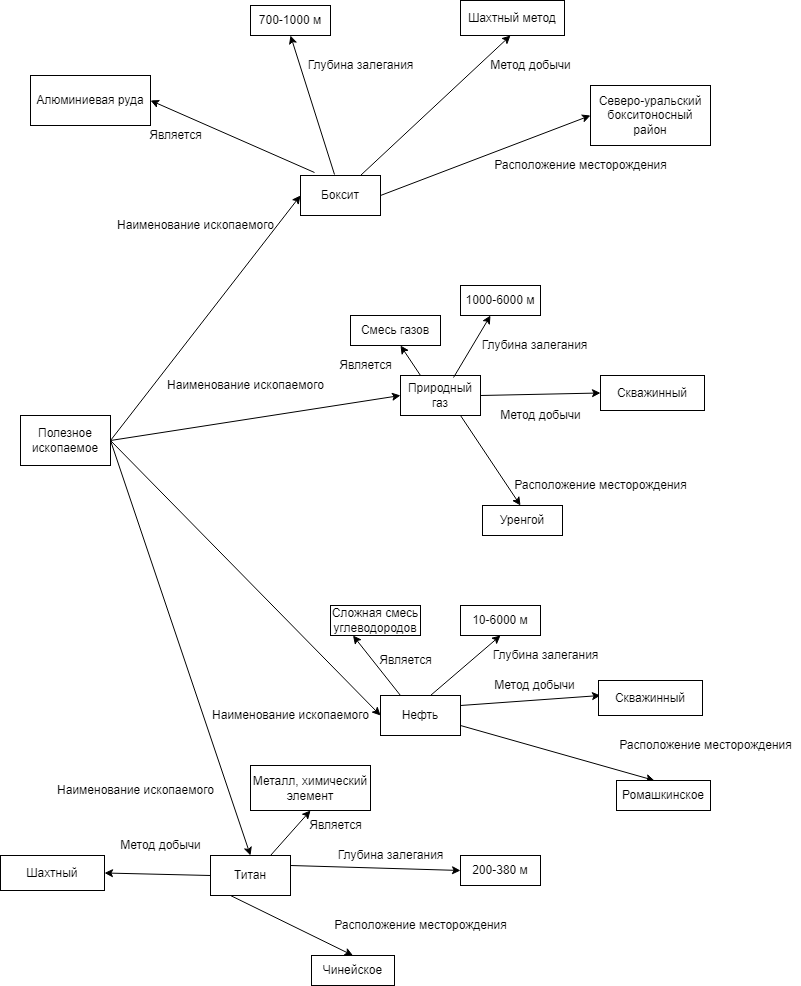 700-1000 м
Шахтный метод
Глубина залегания
Метод добычи
Алюминиевая руда
Северо-уральский
бокситоносный
район
Является
Расположение месторождения
Боксит
Наименование ископаемого
1000-6000 м
Смесь газов
Глубина залегания
Является
Наименование ископаемого
Природный
газ
Скважинный
Метод добычи
Полезное
ископаемое
Расположение месторождения
Уренгой
Сложная смесь
углеводородов
10-6000 м
Является
Глубина залегания
Метод добычи
Скважинный
Наименование ископаемого
Нефть
Расположение месторождения
Металл, химический
элемент
Наименование ископаемого
Ромашкинское
Является
Метод добычи
Глубина залегания
Шахтный
Титан
200-380 м
Расположение месторождения
Чинейское